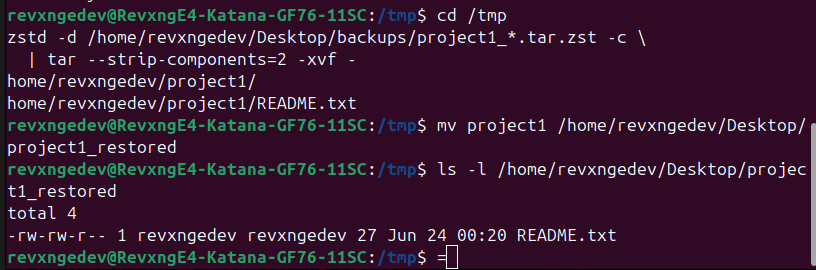 revxngedev@RevxngE4-Katana-GF76-11SC:/tmp$ cd /tmp
zstd -d /home/revxngedev/Desktop/backups/project1_*.tar.zst -c \
  | tar --strip-components=2 -xvf -
home/revxngedev/project1/
home/revxngedev/project1/README.txt
revxngedev@RevxngE4-Katana-GF76-11SC:/tmp$ mv project1 /home/revxngedev/Desktop/
project1_restored
revxngedev@RevxngE4-Katana-GF76-11SC:/tmp$ ls -l /home/revxngedev/Desktop/projec
t1_restored
total 4
-rw-rw-r-- 1 revxngedev revxngedev 27 Jun 24 00:20 README.txt
revxngedev@RevxngE4-Katana-GF76-11SC:/tmp$ =